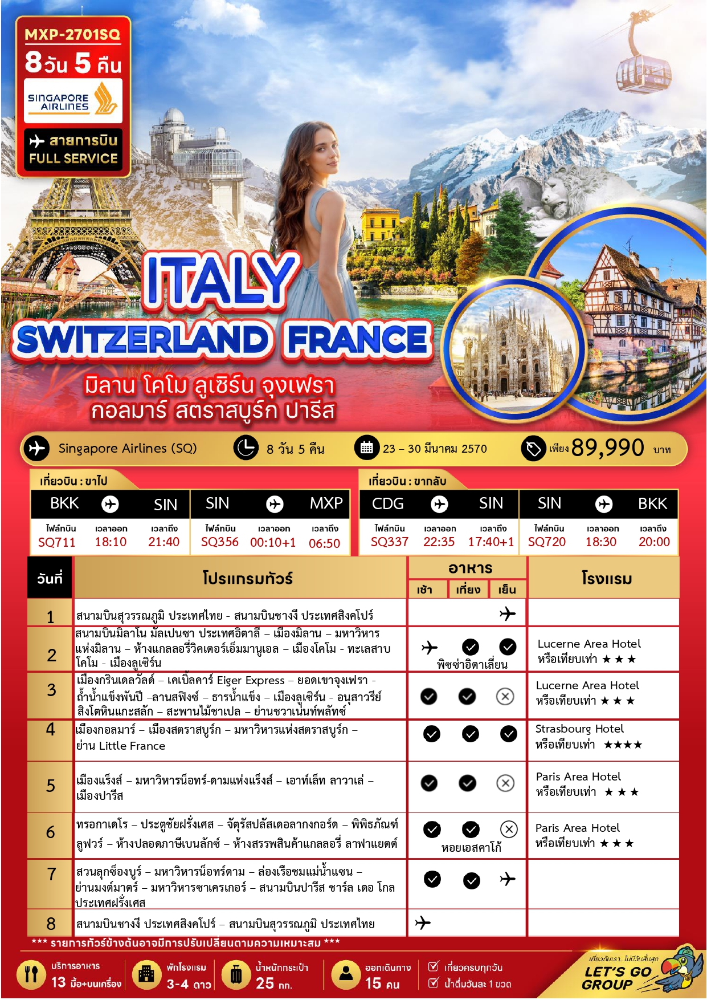 MXP-2701SQ
8วัน 5 คืน
SINGAPORE
AIRLINES
สายการบิน
FULL SERVICE
ITALY
SWITZERLAND FRANCE
มิลาน โคโม ลูเซิร์น จุงเฟรา
กอลมาร์ สตราสบูร์ก ปารีส
Singapore Airlines (SQ) 8 วัน 5 คืน 23 – 30 มีนาคม 2570 เพียง 89,990 บาท
เที่ยวบิน : ขาไป เที่ยวบิน : ขากลับ
BKK SIN SIN MXP CDG SIN SIN BKK
ไฟล์ทบิน เวลาออก เวลาถึง ไฟล์ทบิน เวลาออก เวลาถึง ไฟล์ทบิน เวลาออก เวลาถึง ไฟล์ทบิน เวลาออก เวลาถึง
SQ711 18:10 21:40 SQ356 00:10+1 06:50 SQ337 22:35 17:40+1 SQ720 18:30 20:00
วันที่ โปรแกรมทัวร์ อาหาร โรงแรม
เช้า เที่ยง เย็น
1 สนามบินสุวรรณภูมิ ประเทศไทย - สนามบินชางงี ประเทศสิงคโปร์
2 สนามบินมิลาโน มัลเปนซา ประเทศอิตาลี – เมืองมิลาน – มหาวิหาร
แห่งมิลาน – ห้างแกลลอรี่วิคเตอร์เอ็มมานูเอล – เมืองโคโม - ทะเลสาบ
โคโม - เมืองลูเซิร์น
พิซซ่าอิตาเลี่ยน
Lucerne Area Hotel
หรือเทียบเท่า ★ ★ ★
3 เมืองกรินเดลวัลด์ – เคเบิ้ลคาร์ Eiger Express – ยอดเขาจุงเฟรา -
ถ้ำน้ำแข็งพันปี –ลานสฟิงซ์ – ธารน้ำแข็ง – เมืองลูเซิร์น - อนุสาวรีย์
สิงโตหินแกะสลัก – สะพานไม้ชาเปล – ย่านชวาเน่นท์พลัทซ์
Lucerne Area Hotel
หรือเทียบเท่า ★ ★ ★
4 เมืองกอลมาร์ – เมืองสตราสบูร์ก – มหาวิหารแห่งสตราสบูร์ก –
ย่าน Little France
Strasbourg Hotel
หรือเทียบเท่า ★★★★
5 เมืองแร็งส์ – มหาวิหารน็อทร์-ดามแห่งแร็งส์ – เอาท์เล็ท ลาวาเล่ –
เมืองปารีส
Paris Area Hotel
หรือเทียบเท่า ★ ★ ★
6 ทรอกาเดโร – ประตูชัยฝรั่งเศส – จัตุรัสปลัสเดอลากงกอร์ด – พิพิธภัณฑ์
ลูฟวร์ – ห้างปลอดภาษีเบนลักซ์ – ห้างสรรพสินค้าแกลลอรี่ ลาฟาแยตต์
หอยเอสคาโก้
Paris Area Hotel
หรือเทียบเท่า ★ ★ ★
7 สวนลุกซ็องบูร์ – มหาวิหารน็อทร์ดาม – ล่องเรือชมแม่น้ำแซน –
ย่านมงต์มาตร์ – มหาวิหารซาเครเกอร์ – สนามบินปารีส ชาร์ล เดอ โกล
ประเทศฝรั่งเศส
8 สนามบินชางงี ประเทศสิงคโปร์ – สนามบินสุวรรณภูมิ ประเทศไทย
*** รายการทัวร์ข้างต้นอาจมีการปรับเปลี่ยนตามความเหมาะสม ***
บริการอาหาร
13 มื้อ+บนเครื่อง
พักโรงแรม
3-4 ดาว
น้ำหนักกระเป๋า
25 กก.
ออกเดินทาง
15 คน
เที่ยวครบทุกวัน
น้ำดื่มวันละ 1 ขวด
เที่ยวกับเรา...ไม่มีวันสิ้นสุด
LET'S GO
GROUP